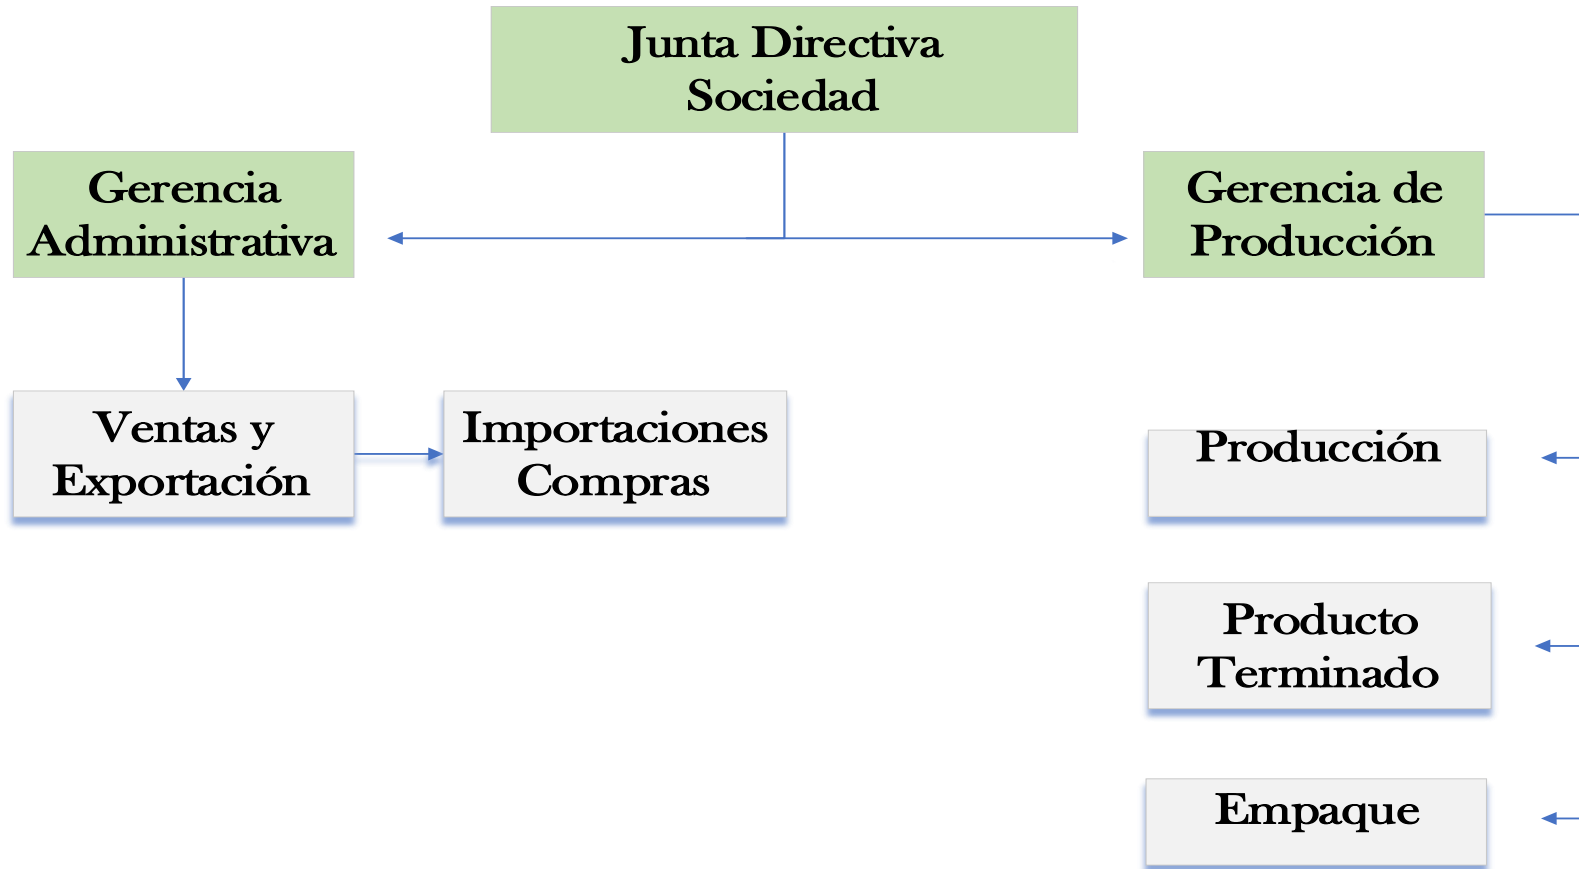 Junta Directiva
Sociedad
Gerencia
Administrativa
Gerencia de
Producción
Ventas y
Exportación
Importaciones
Compras
Producción
Producto
Terminado
Empaque